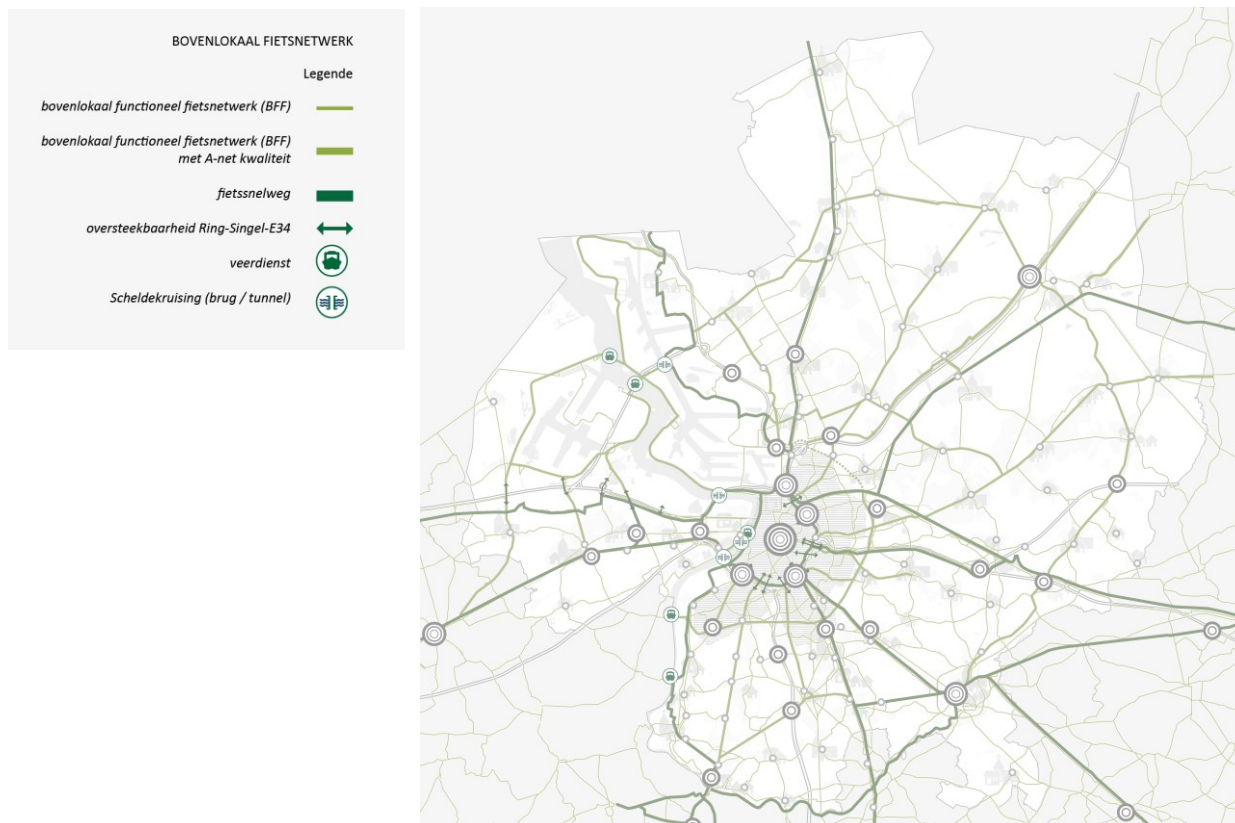 BOVENLOKAAL FIETSNETWERK
Legende
bovenlokaal functioneel fietsnetwerk (BFF)
bovenlokaal functioneel fietsnetwerk (BFF)
met A-net kwaliteit
fietssnelweg
oversteekbaarheid Ring-Singel-E34
veerdienst
Scheldekruising (brug / tunnel)